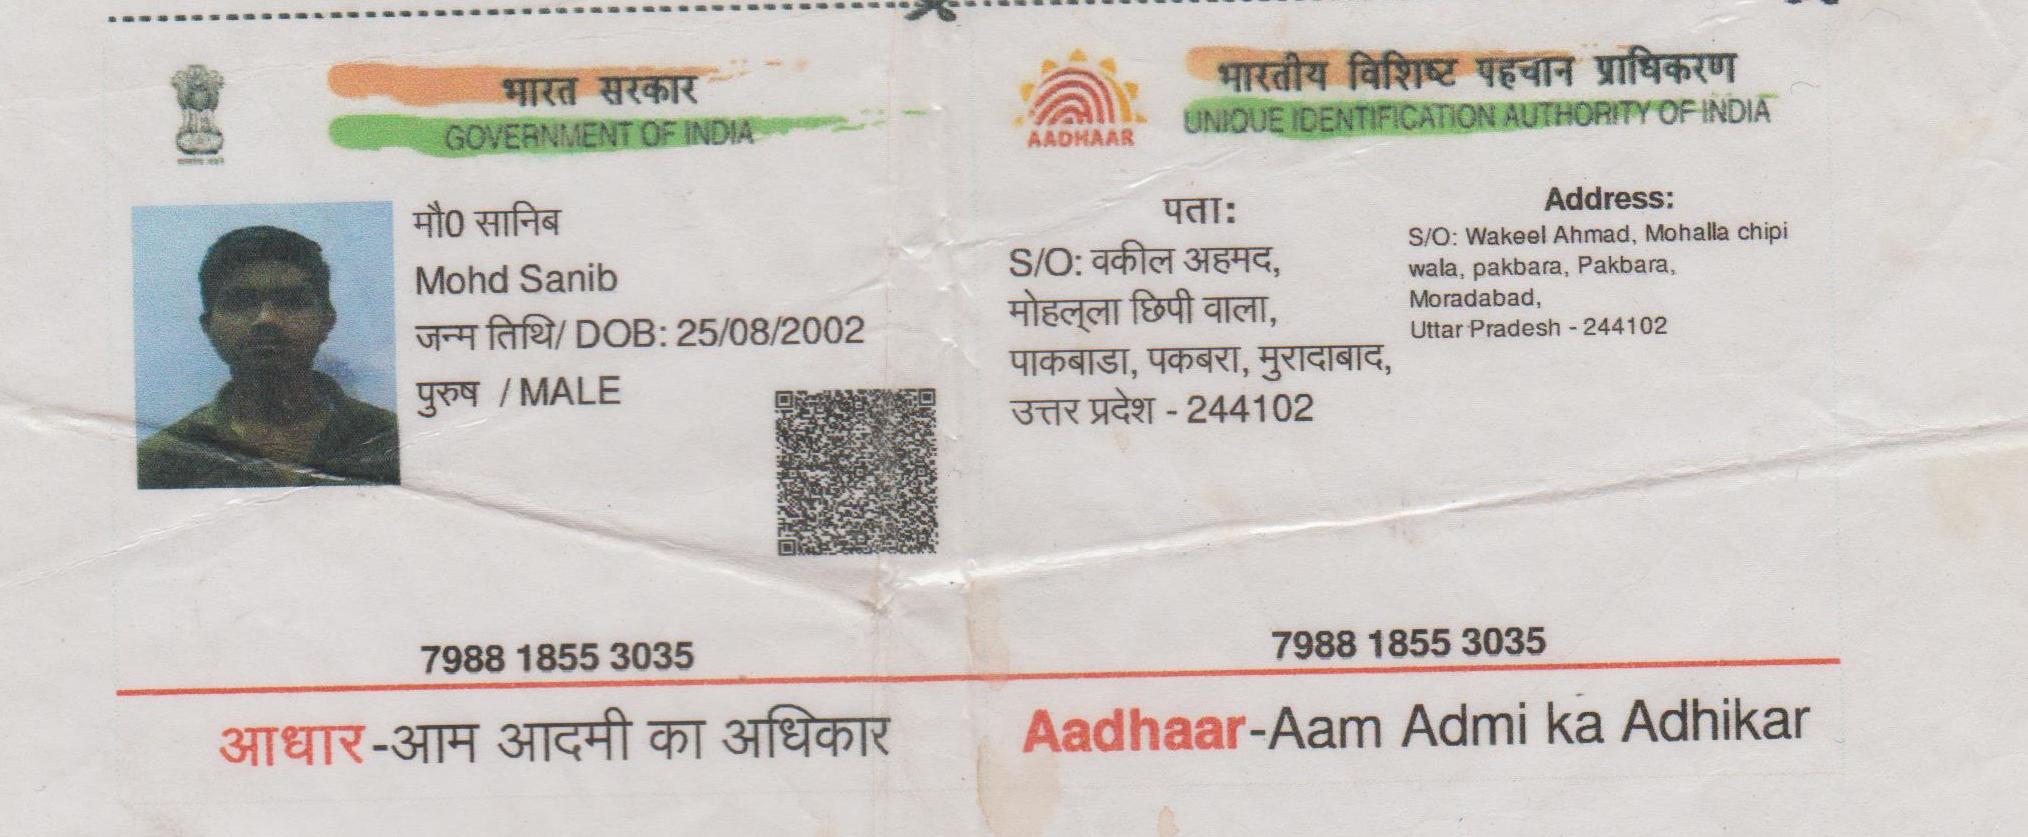 भारत सरकार
GOVERNMENT OF INDIA
मौ0 सानिब
Mohd Sanib
जन्म तिथि/ DOB: 25/08/2002
पुरुष / MALE
7988 1855 3035
आधार-आम आदमी का अधिकार
भारतीय विशिष्ट पहचान प्राधिकरण
UNIQUE IDENTIFICATION AUTHORITY OF INDIA
AADHAAR
पता:
S/O: वकील अहमद,
मोहल्ला छिपी वाला,
पाकबाडा, पकबरा, मुरादाबाद,
उत्तर प्रदेश - 244102
Address:
S/O: Wakeel Ahmad, Mohalla chipi
wala, pakbara, Pakbara,
Moradabad,
Uttar Pradesh - 244102
7988 1855 3035
Aadhaar-Aam Admi ka Adhikar